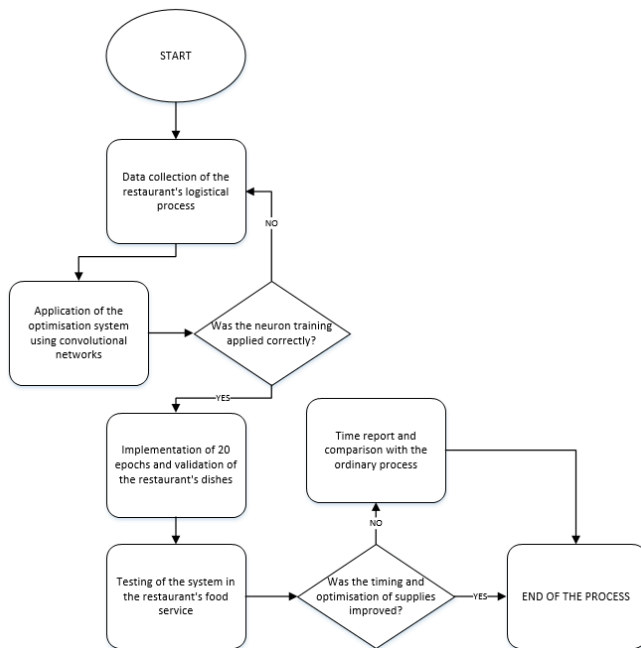 START
Data collection of the
restaurant's logistical
process
NO
Application of the
optimisation system
using convolutional
networks
Was the neuron training
applied correctly?
YES
Implementation of 20
epochs and validation of
the restaurant's dishes
Time report and
comparison with the
ordinary process
NO
Testing of the system in
the restaurant's food
service
Was the timing and
optimisation of supplies
improved?
YES
END OF THE PROCESS